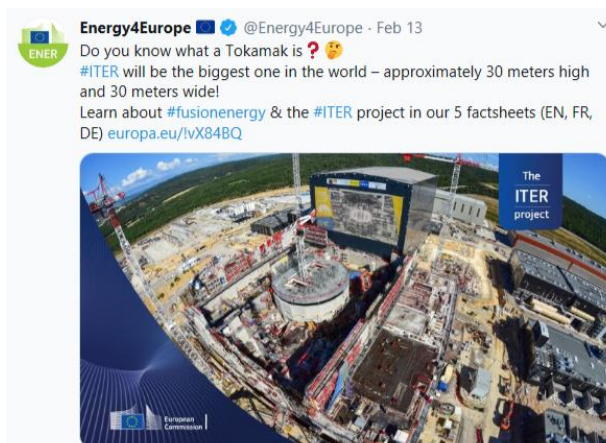 ENER
Energy4Europe @Energy4Europe · Feb 13
Do you know what a Tokamak is ❓ 🤔
#ITER will be the biggest one in the world – approximately 30 meters high
and 30 meters wide!
Learn about #fusionenergy & the #ITER project in our 5 factsheets (EN, FR,
DE) europa.eu/!vX84BQ
The
ITER
project
European
Commission